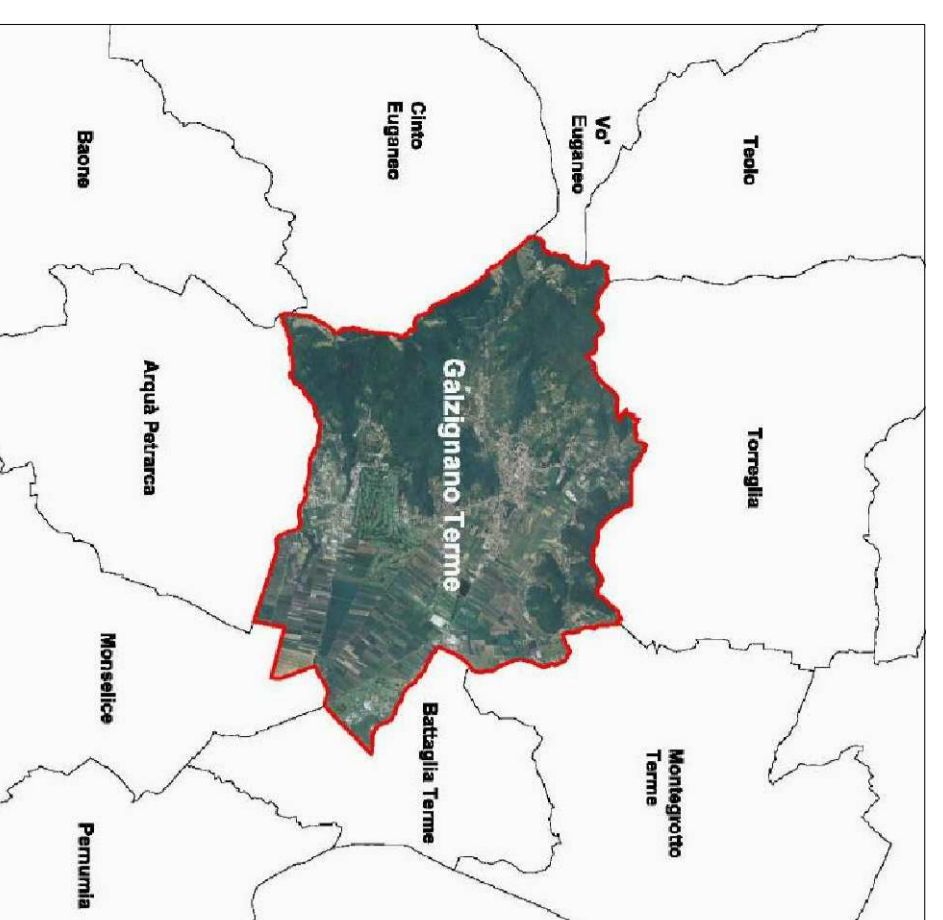 Teolo
Vo'
Euganeo
Cinto
Euganeo
Baone
Torreglia
Galzignano Terme
Arquà Petrarca
Montegrotto
Terme
Battaglia Terme
Monselice
Pernumia